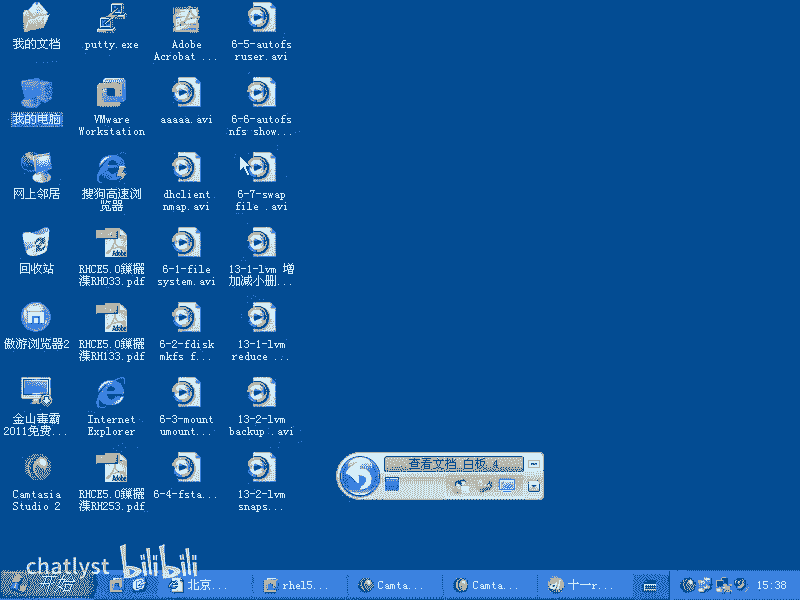 我的文档
putty.exe
Adobe
Acrobat ...
6-5-autofs
ruser.avi
我的电脑
VMware
Workstation
aaaaa.avi
6-6-autofs
nfs show...
网上邻居
搜狗高速浏
览器
dhclient
nmap.avi
6-7-swap
file .avi
回收站
RHCE5.0鏁欐
潗RH033.pdf
6-1-file
system.avi
13-1-lvm 增
加减小删...
傲游浏览器2
RHCE5.0鏁欐
潗RH133.pdf
6-2-fdisk
mkfs f...
13-1-lvm
reduce ...
金山毒霸
2011免费...
Internet
Explorer
6-3-mount
umount...
13-2-lvm
backup .avi
Camtasia
Studio 2
RHCE5.0鏁欐
潗RH253.pdf
6-4-fsta...
13-2-lvm
snaps...
查看文档 白板 4
chatlyst bilibili
开始
北京...
rhel5...
Camta...
Camta...
十一r...
15:38